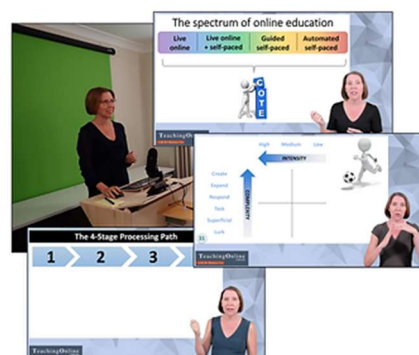 The spectrum of online education
Live online
Live online + self-paced
Guided self-paced
Automated self-paced
COTE
TeachingOnline
High Medium Low
INTENSITY
Create
Expand
Respond
Test
Superficial
Lurk
COMPLEXITY
TeachingOnline
The 4-Stage Processing Path
1 2 3
TeachingOnline